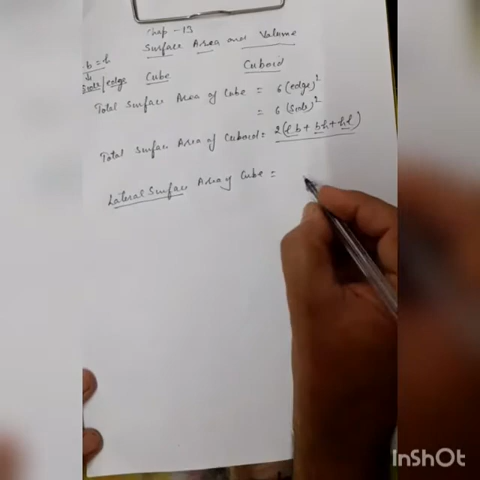 Chap - 13
Surface Area and Volume
b = h
Side/edge Cube Cuboid
Total Surface Area of Cube = 6 (edge)²
= 6 (side)²
Total Surface Area of Cuboid = 2 (lb + bh + hl)
Lateral Surface Area of Cube =
InShOt